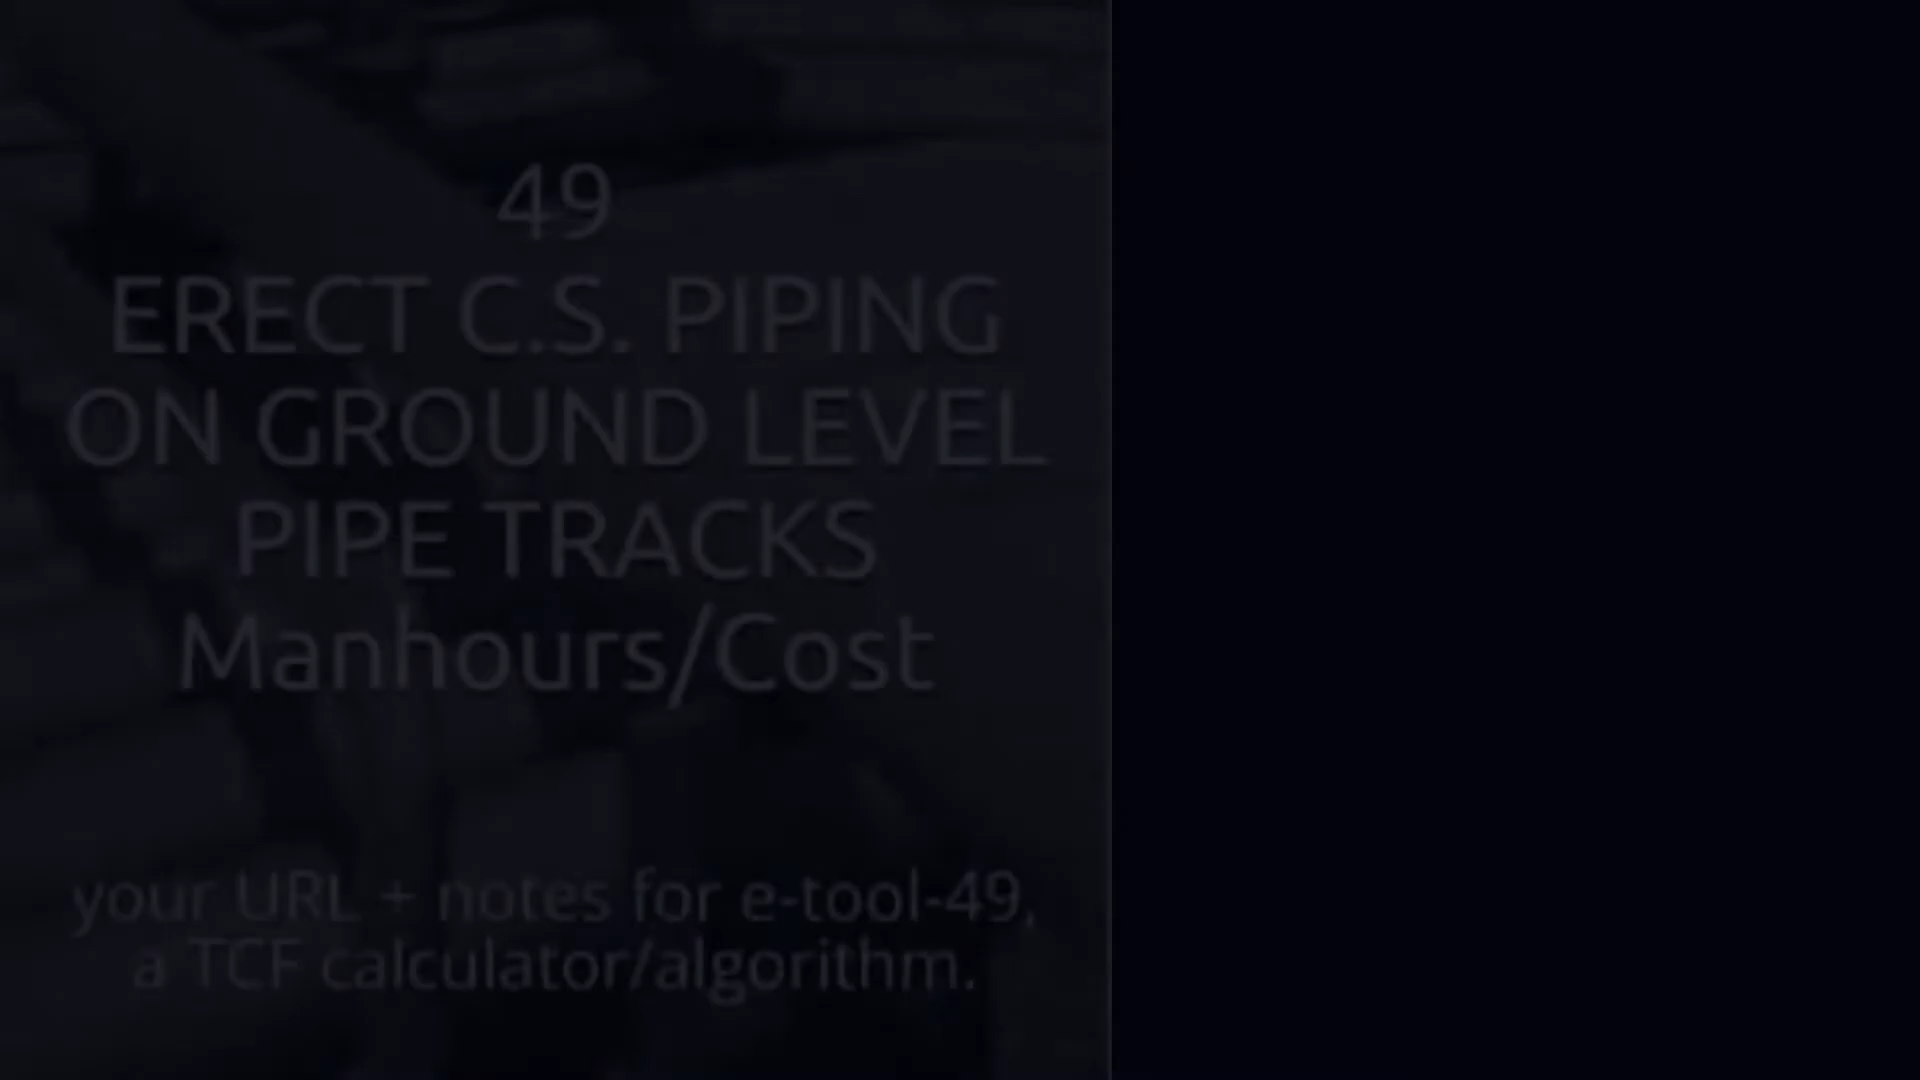 49
ERECT C.S. PIPING
ON GROUND LEVEL
PIPE TRACKS
Manhours/Cost
your URL + notes for e-tool-49,
a TCF calculator/algorithm.